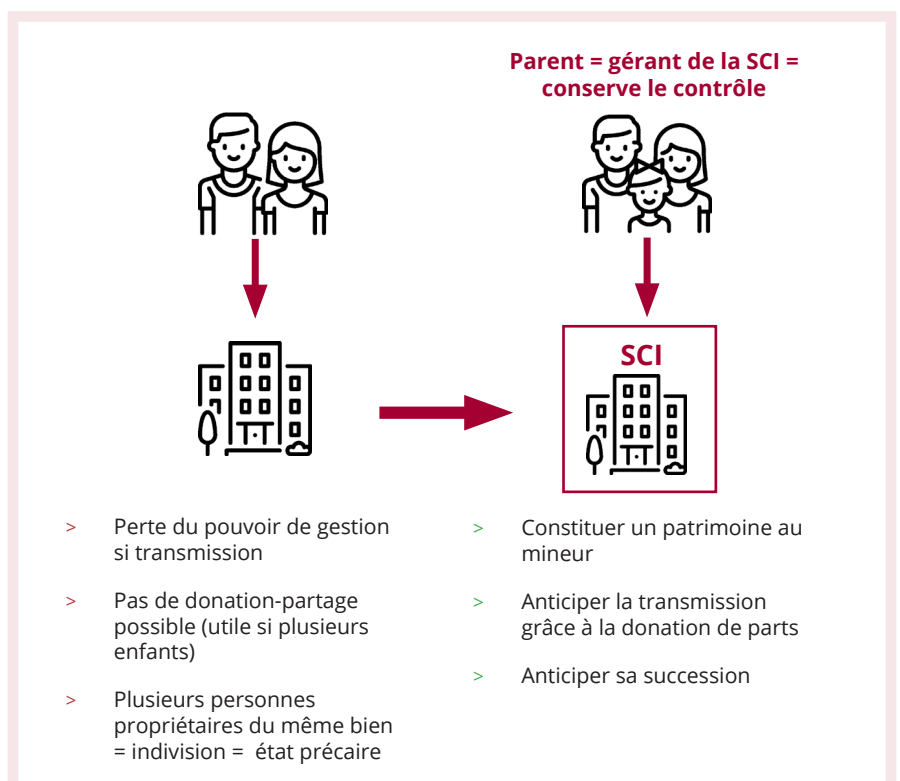 Parent = gérant de la SCI =
conserve le contrôle
SCI
> Perte du pouvoir de gestion
si transmission
> Pas de donation-partage
possible (utile si plusieurs
enfants)
> Plusieurs personnes
propriétaires du même bien
= indivision = état précaire
> Constituer un patrimoine au
mineur
> Anticiper la transmission
grâce à la donation de parts
> Anticiper sa succession